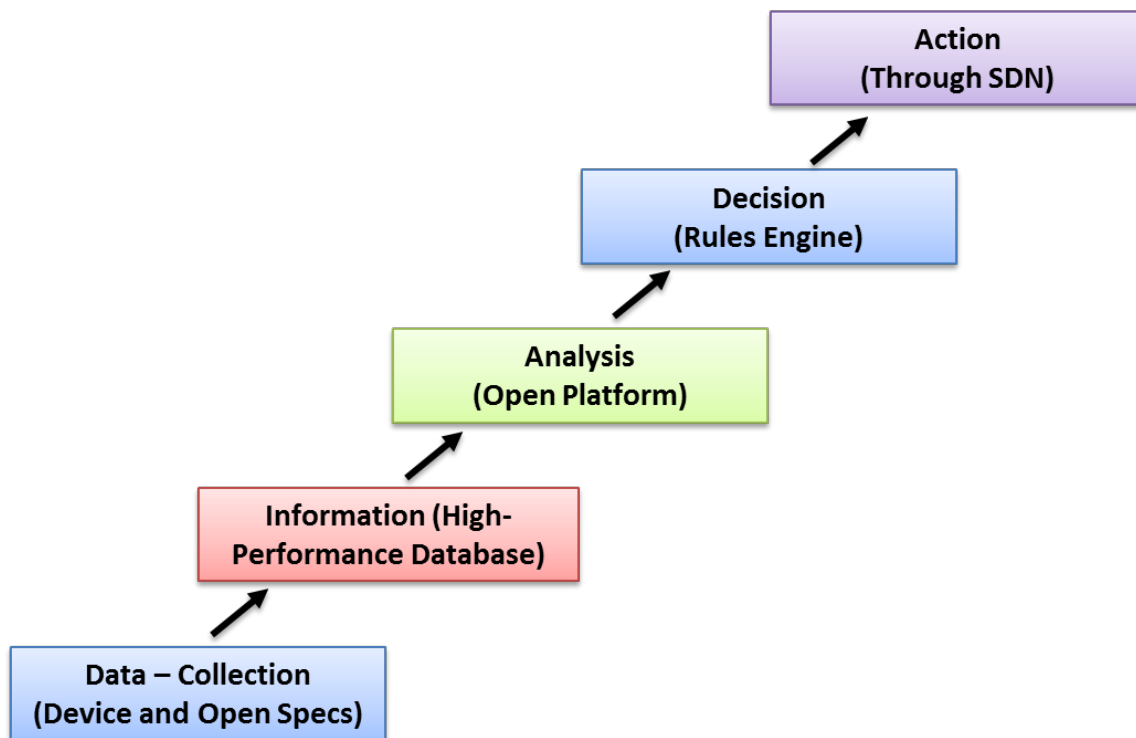 Action
(Through SDN)
Decision
(Rules Engine)
Analysis
(Open Platform)
Information (High-
Performance Database)
Data – Collection
(Device and Open Specs)